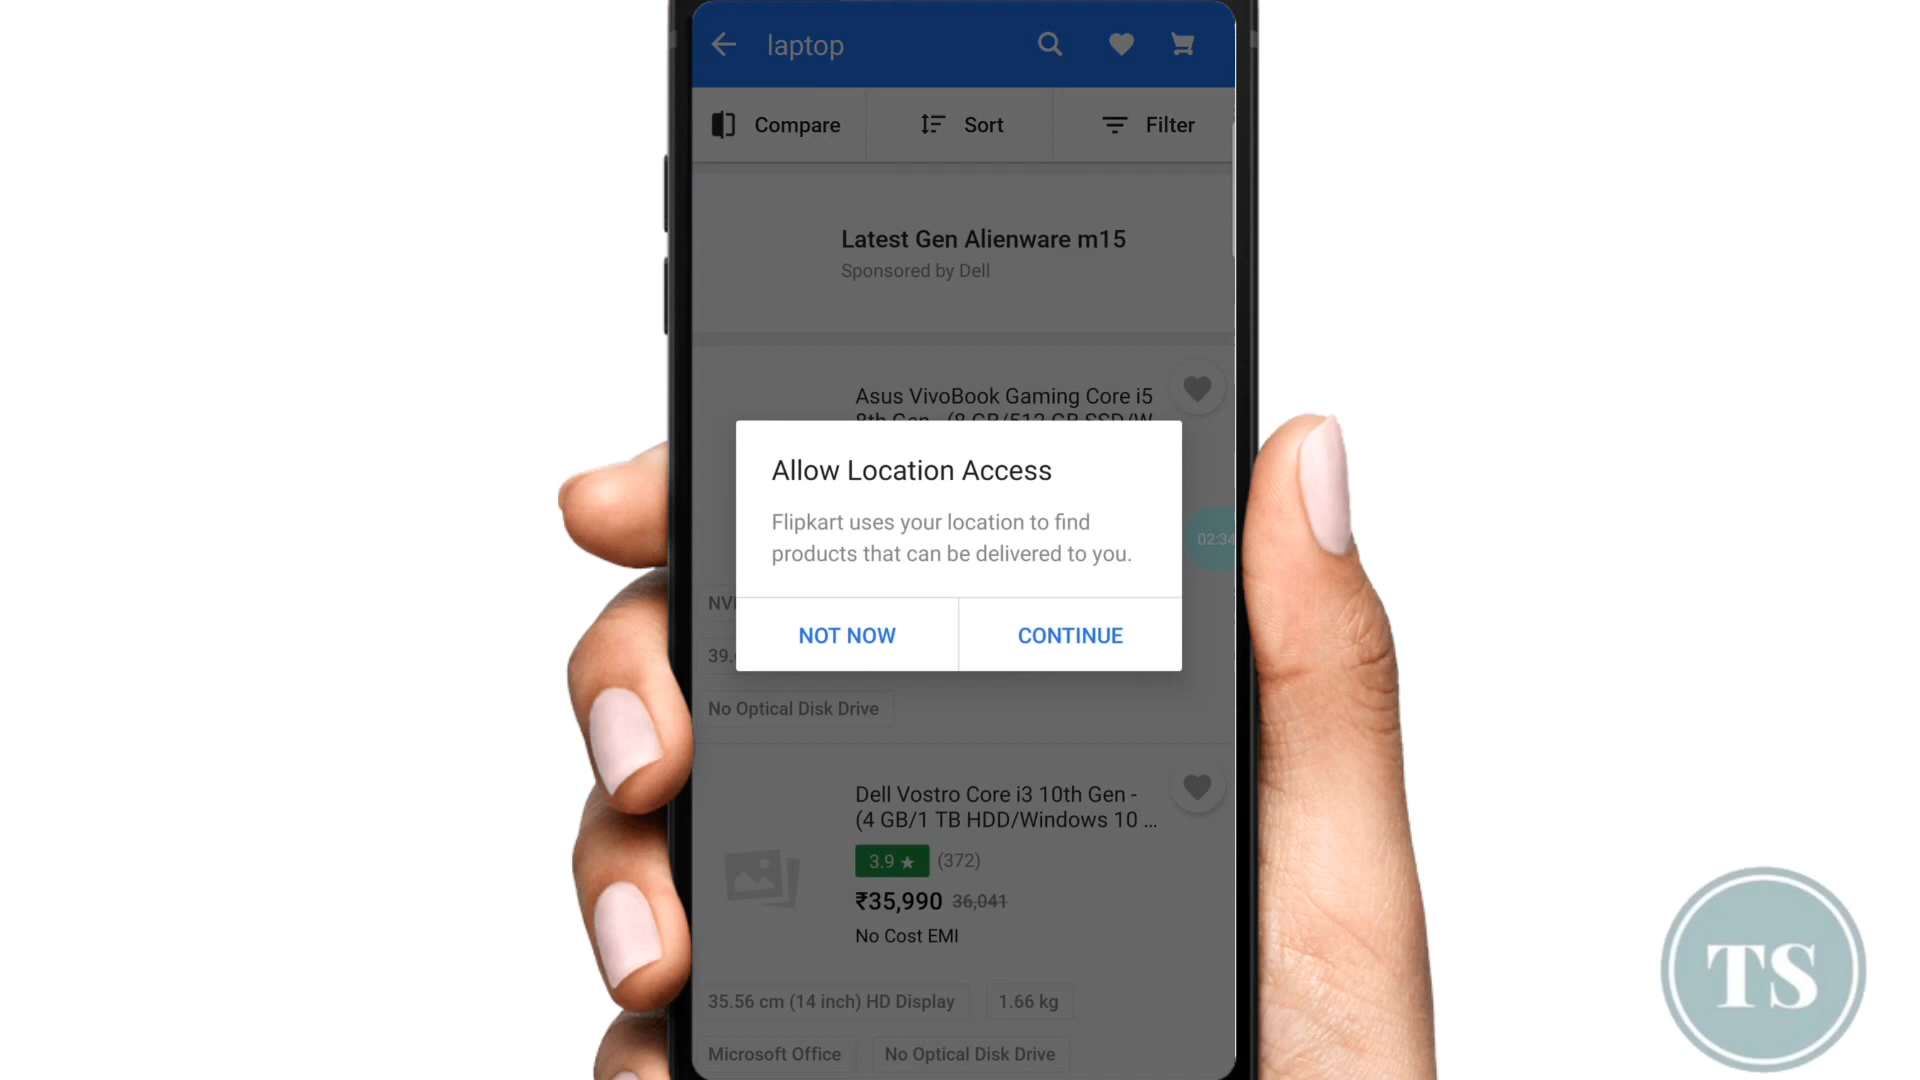 laptop
Compare
Sort
Filter
Latest Gen Alienware m15
Sponsored by Dell
Asus VivoBook Gaming Core i5
Allow Location Access
Flipkart uses your location to find
products that can be delivered to you.
02:34
NOT NOW
CONTINUE
No Optical Disk Drive
Dell Vostro Core i3 10th Gen -
(4 GB/1 TB HDD/Windows 10 ...
3.9 ★ (372)
₹35,990 36,041
No Cost EMI
35.56 cm (14 inch) HD Display
1.66 kg
Microsoft Office
No Optical Disk Drive
TS